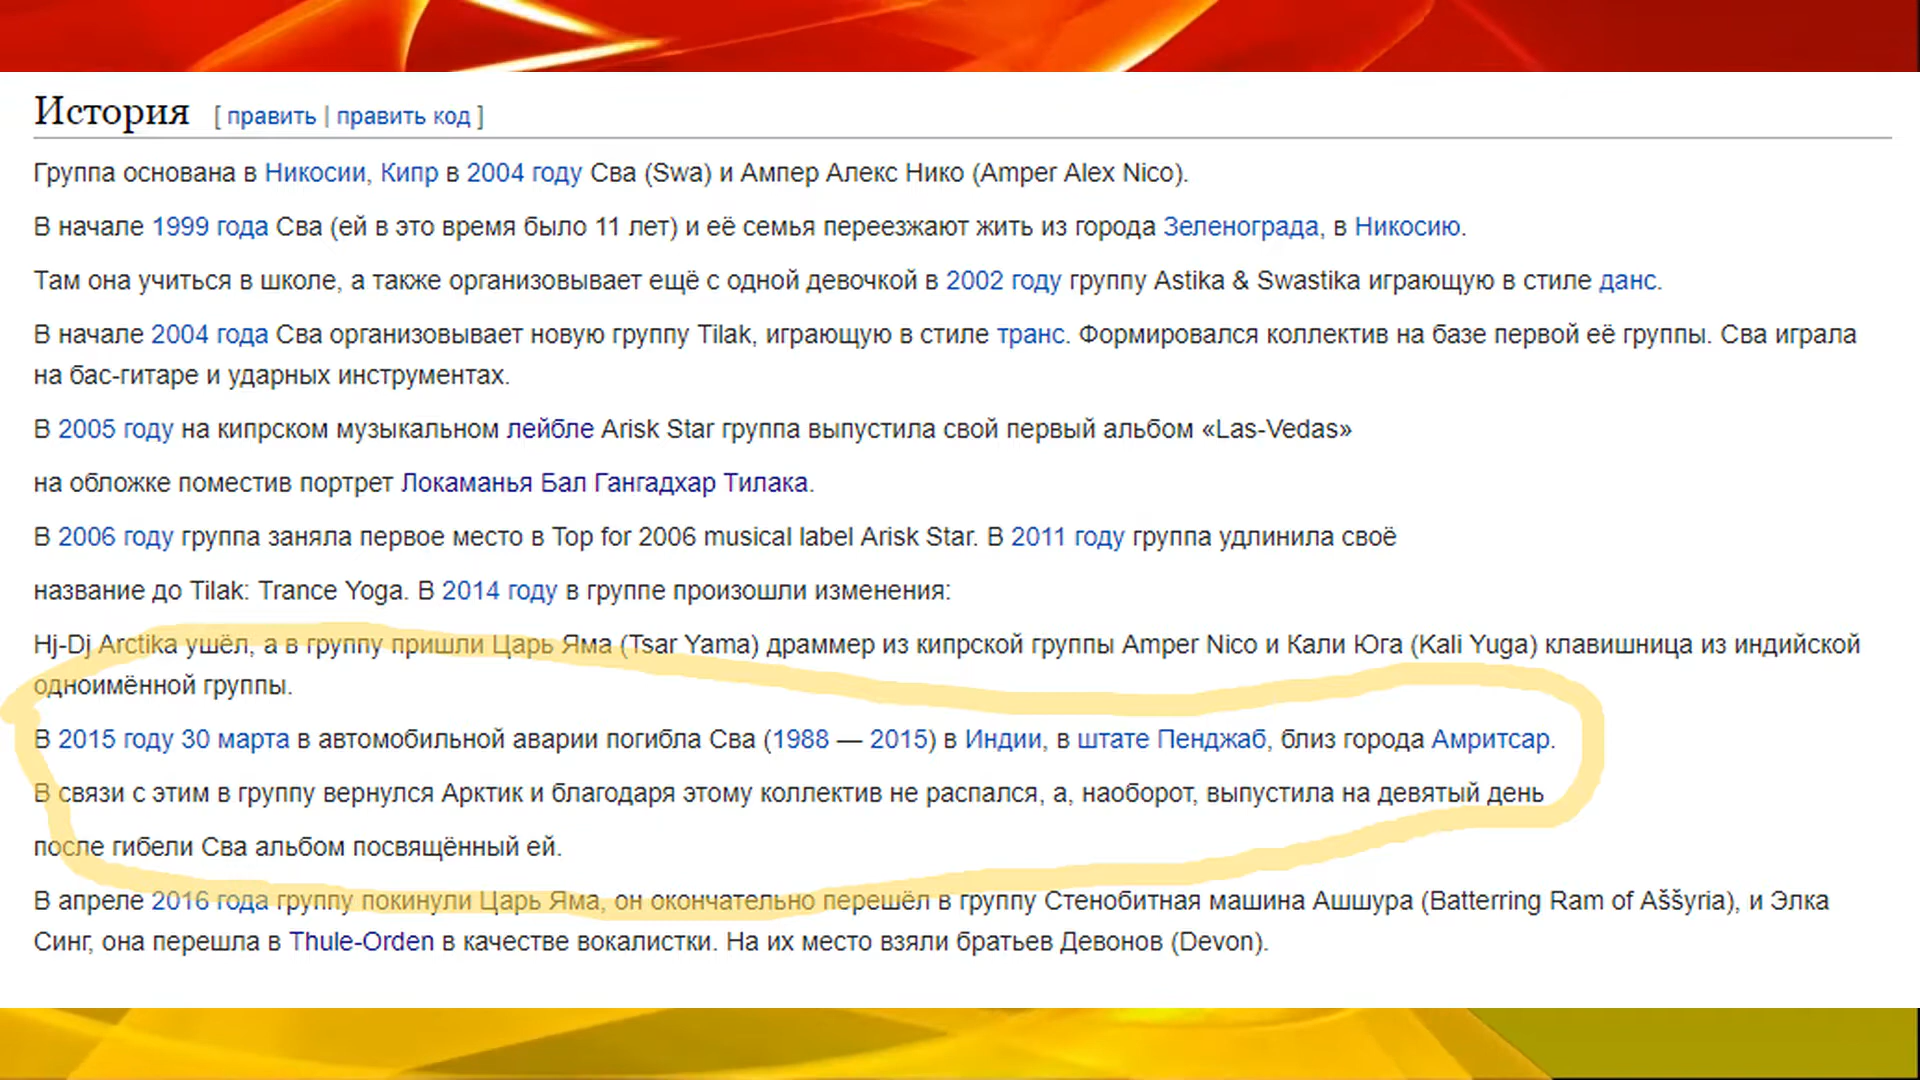 История [ править | править код ]
Группа основана в Никосии, Кипр в 2004 году Сва (Swa) и Ампер Алекс Нико (Amper Alex Nico).
В начале 1999 года Сва (ей в это время было 11 лет) и её семья переезжают жить из города Зеленограда, в Никосию.
Там она учиться в школе, а также организовывает ещё с одной девочкой в 2002 году группу Astika & Swastika играющую в стиле данс.
В начале 2004 года Сва организовывает новую группу Tilak, играющую в стиле транс. Формировался коллектив на базе первой её группы. Сва играла
на бас-гитаре и ударных инструментах.
В 2005 году на кипрском музыкальном лейбле Arisk Star группа выпустила свой первый альбом «Las-Vedas»
на обложке поместив портрет Локаманья Бал Гангадхар Тилака.
В 2006 году группа заняла первое место в Top for 2006 musical label Arisk Star. В 2011 году группа удлинила своё
название до Tilak: Trance Yoga. В 2014 году в группе произошли изменения:
Hj-Dj Arctika ушёл, а в группу пришли Царь Яма (Tsar Yama) драммер из кипрской группы Amper Nico и Кали Юга (Kali Yuga) клавишница из индийской
одноимённой группы.
В 2015 году 30 марта в автомобильной аварии погибла Сва (1988 — 2015) в Индии, в штате Пенджаб, близ города Амритсар.
В связи с этим в группу вернулся Арктик и благодаря этому коллектив не распался, а, наоборот, выпустила на девятый день
после гибели Сва альбом посвящённый ей.
В апреле 2016 года группу покинули Царь Яма, он окончательно перешёл в группу Стенобитная машина Ашшура (Batterring Ram of Aššyria), и Элка
Синг, она перешла в Thule-Orden в качестве вокалистки. На их место взяли братьев Девонов (Devon).